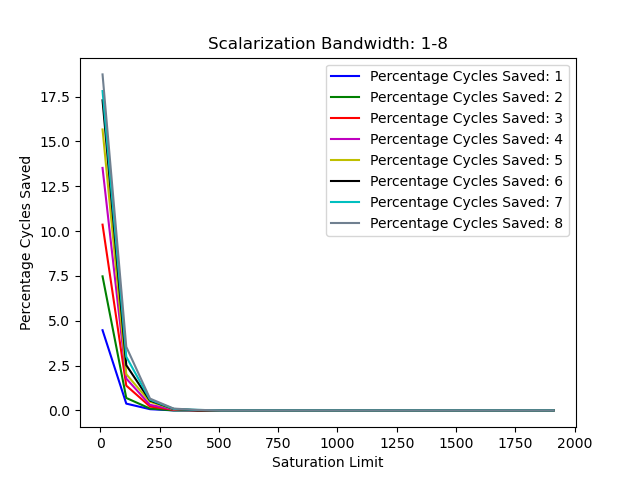 Scalarization Bandwidth: 1-8
Percentage Cycles Saved: 1
Percentage Cycles Saved: 2
Percentage Cycles Saved: 3
Percentage Cycles Saved: 4
Percentage Cycles Saved: 5
Percentage Cycles Saved: 6
Percentage Cycles Saved: 7
Percentage Cycles Saved: 8
Percentage Cycles Saved
17.5
15.0
12.5
10.0
7.5
5.0
2.5
0.0
0 250 500 750 1000 1250 1500 1750 2000
Saturation Limit